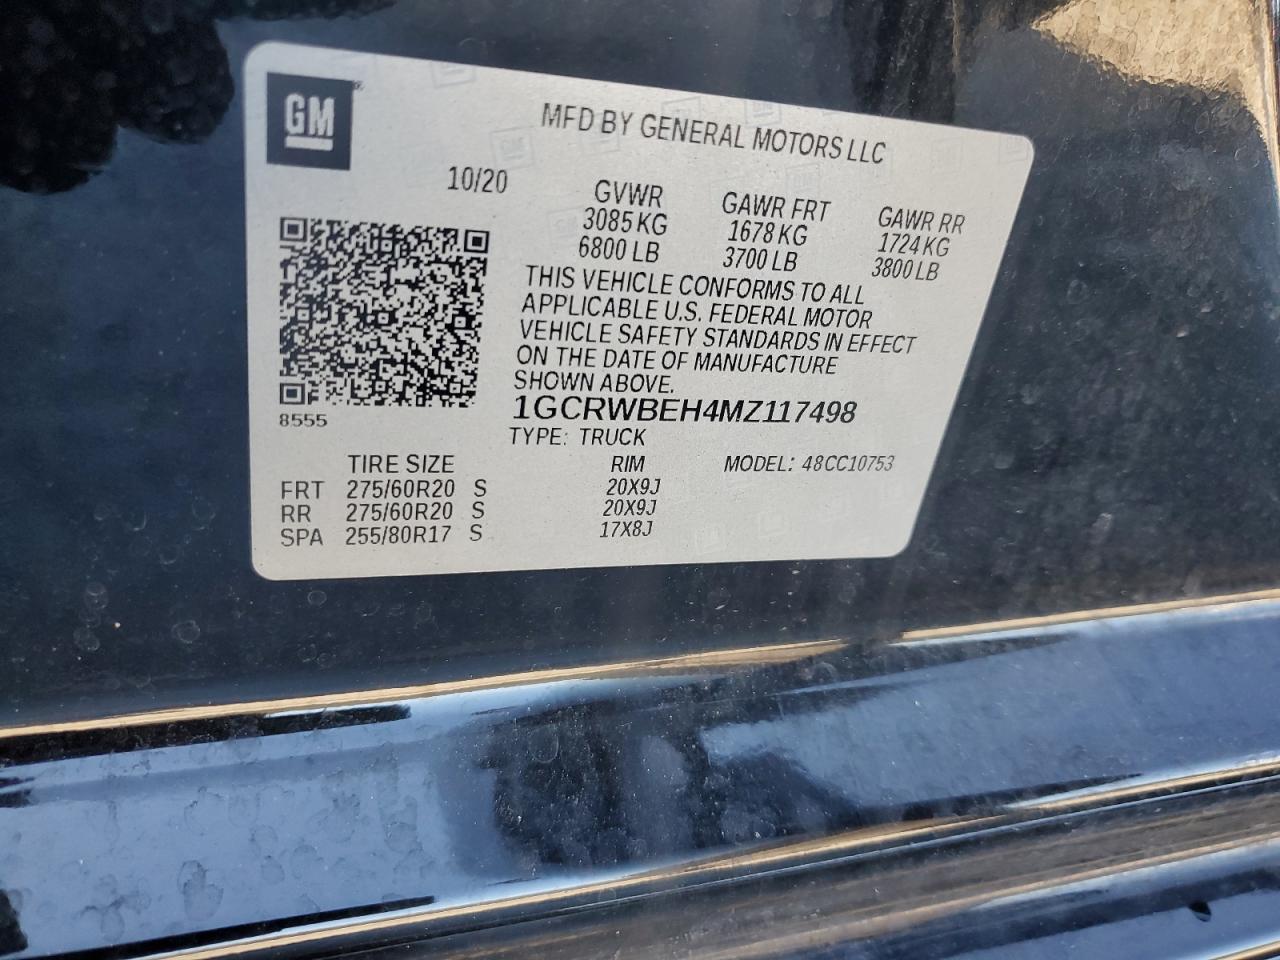 GM
MFD BY GENERAL MOTORS LLC
10/20
GVWR GAWR FRT GAWR RR
3085 KG 1678 KG 1724 KG
6800 LB 3700 LB 3800 LB
THIS VEHICLE CONFORMS TO ALL
APPLICABLE U.S. FEDERAL MOTOR
VEHICLE SAFETY STANDARDS IN EFFECT
ON THE DATE OF MANUFACTURE
SHOWN ABOVE.
8555
1GCRWBEH4MZ117498
TYPE: TRUCK
TIRE SIZE RIM MODEL: 48CC10753
FRT 275/60R20 S 20X9J
RR 275/60R20 S 20X9J
SPA 255/80R17 S 17X8J